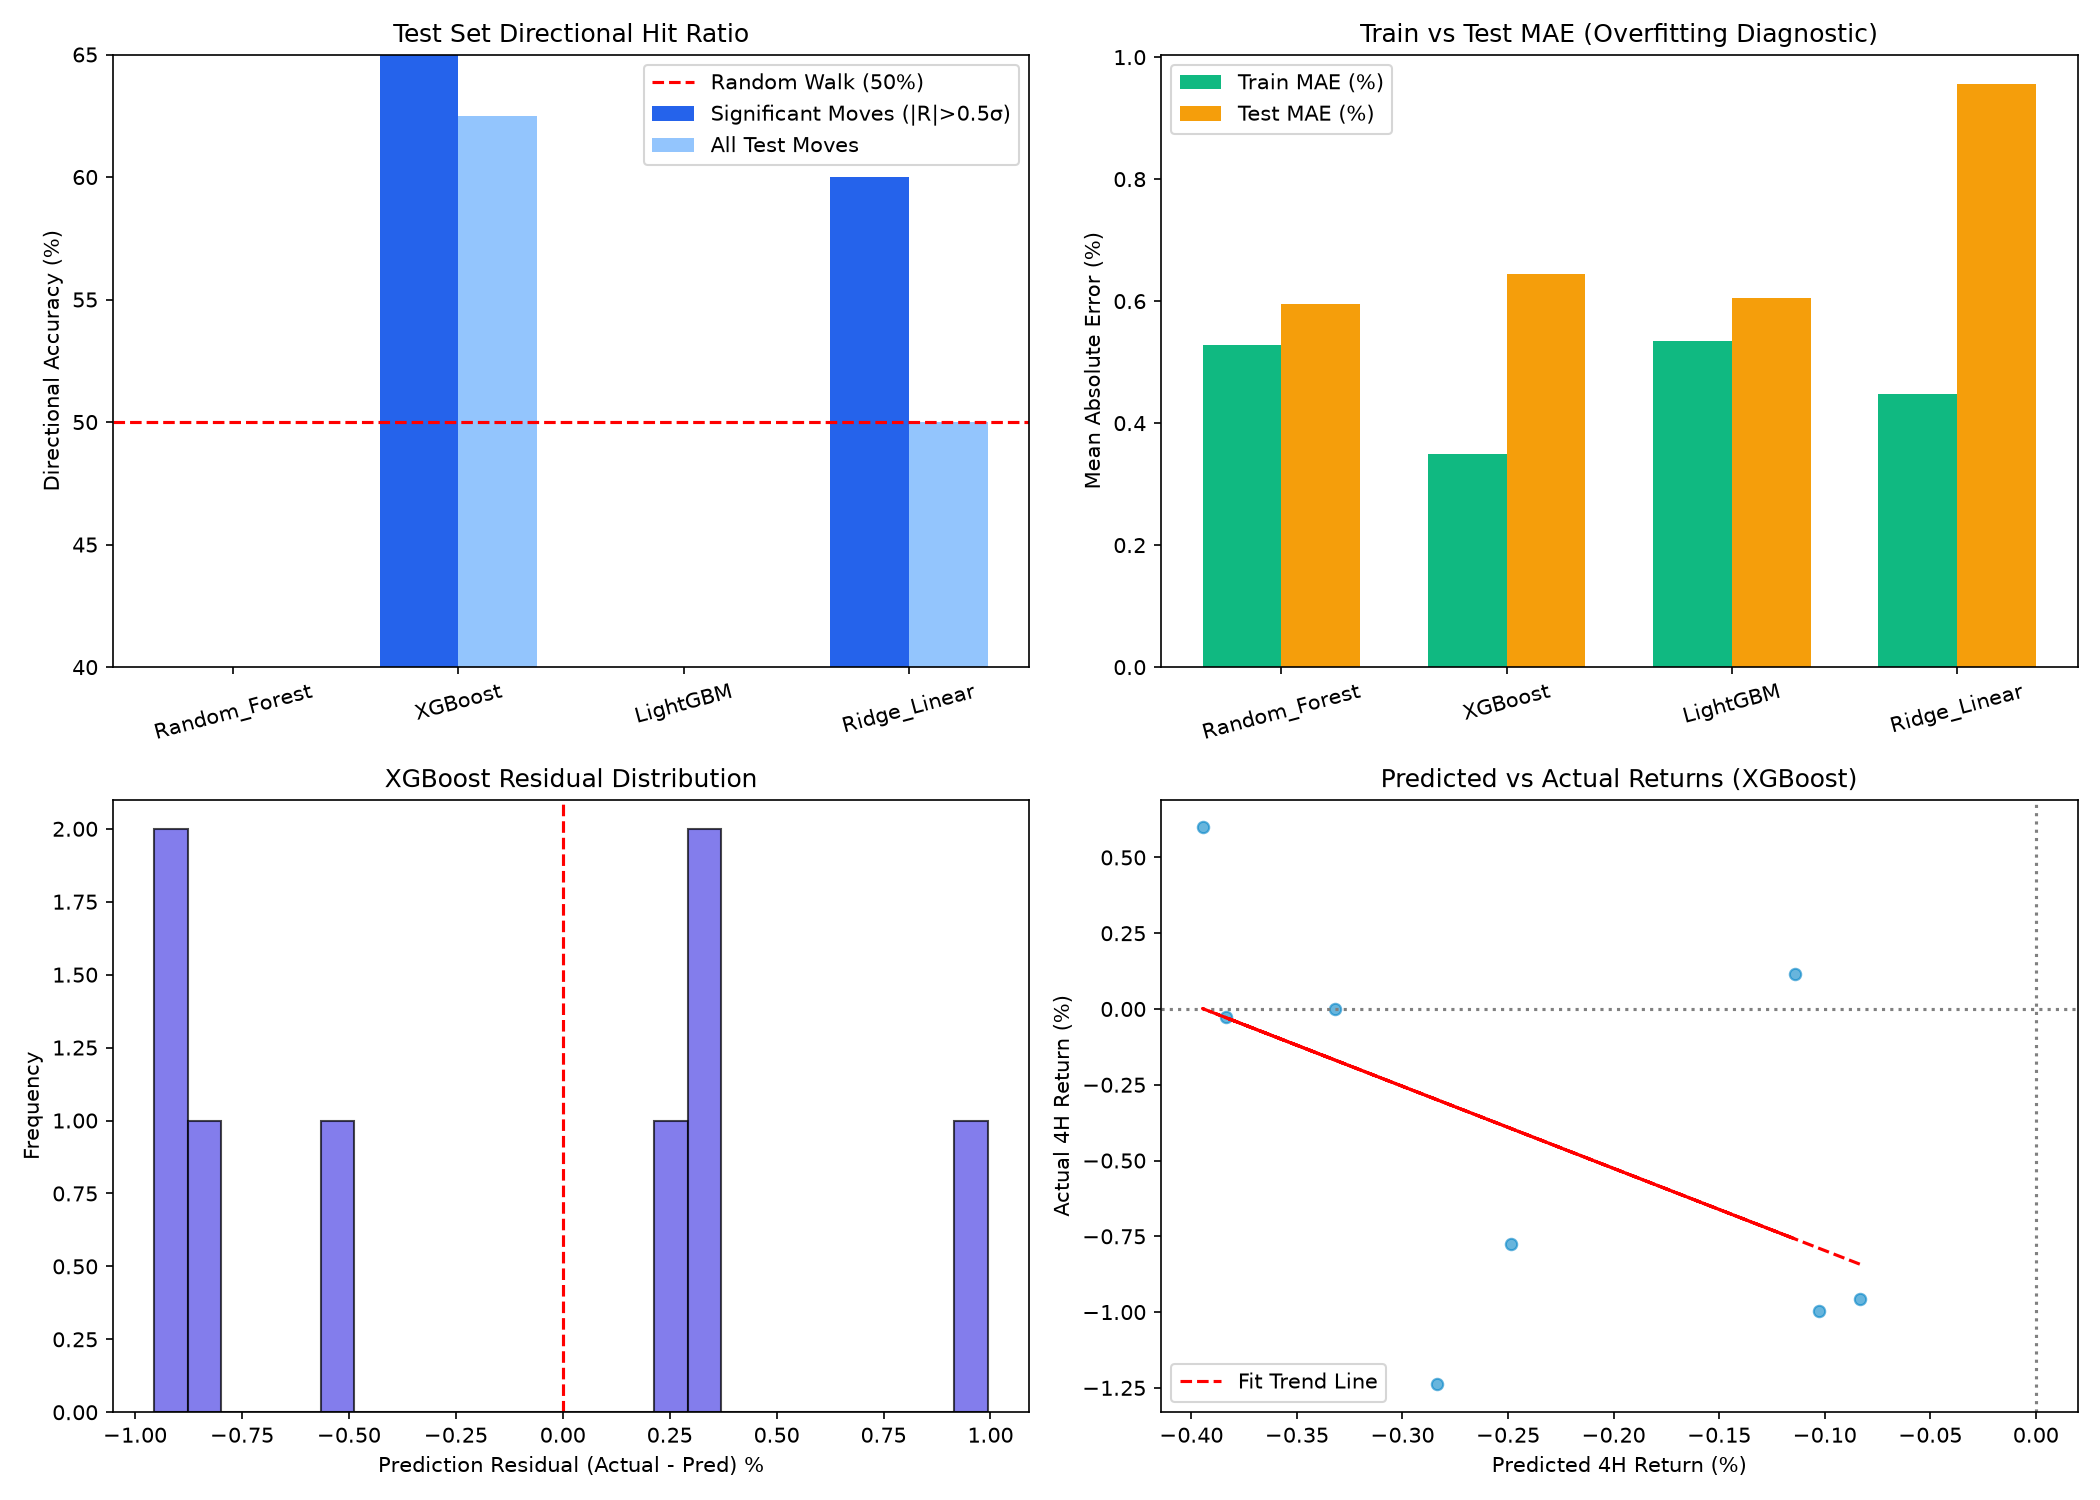 Test Set Directional Hit Ratio
Directional Accuracy (%)
65
60
55
50
45
40
Random Walk (50%)
Significant Moves (|R|>0.5σ)
All Test Moves
Random_Forest
XGBoost
LightGBM
Ridge_Linear
Train vs Test MAE (Overfitting Diagnostic)
Mean Absolute Error (%)
1.0
0.8
0.6
0.4
0.2
0.0
Train MAE (%)
Test MAE (%)
Random_Forest
XGBoost
LightGBM
Ridge_Linear
XGBoost Residual Distribution
Frequency
2.00
1.75
1.50
1.25
1.00
0.75
0.50
0.25
0.00
−1.00
−0.75
−0.50
−0.25
0.00
0.25
0.50
0.75
1.00
Prediction Residual (Actual - Pred) %
Predicted vs Actual Returns (XGBoost)
Actual 4H Return (%)
0.50
0.25
0.00
−0.25
−0.50
−0.75
−1.00
−1.25
Fit Trend Line
−0.40
−0.35
−0.30
−0.25
−0.20
−0.15
−0.10
−0.05
0.00
Predicted 4H Return (%)